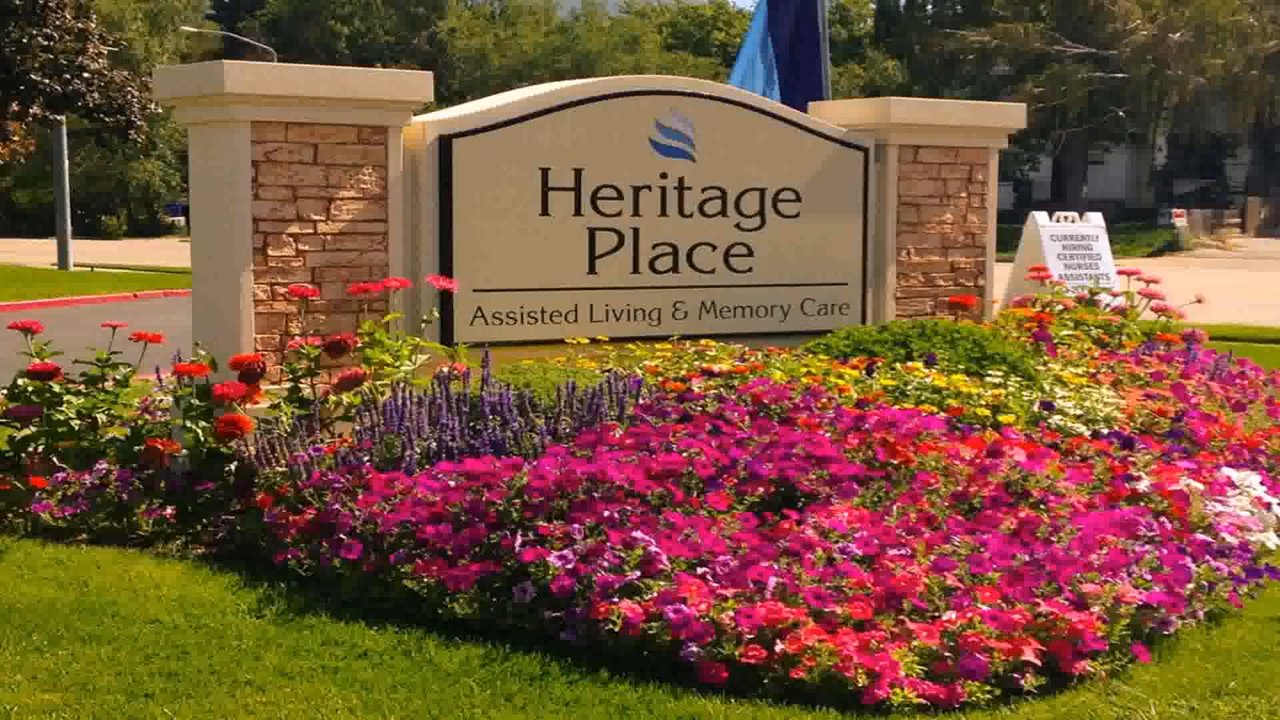 Heritage
Place
Assisted Living & Memory Care
CURRENTLY
HIRING
CERTIFIED
NURSES
ASSISTANTS